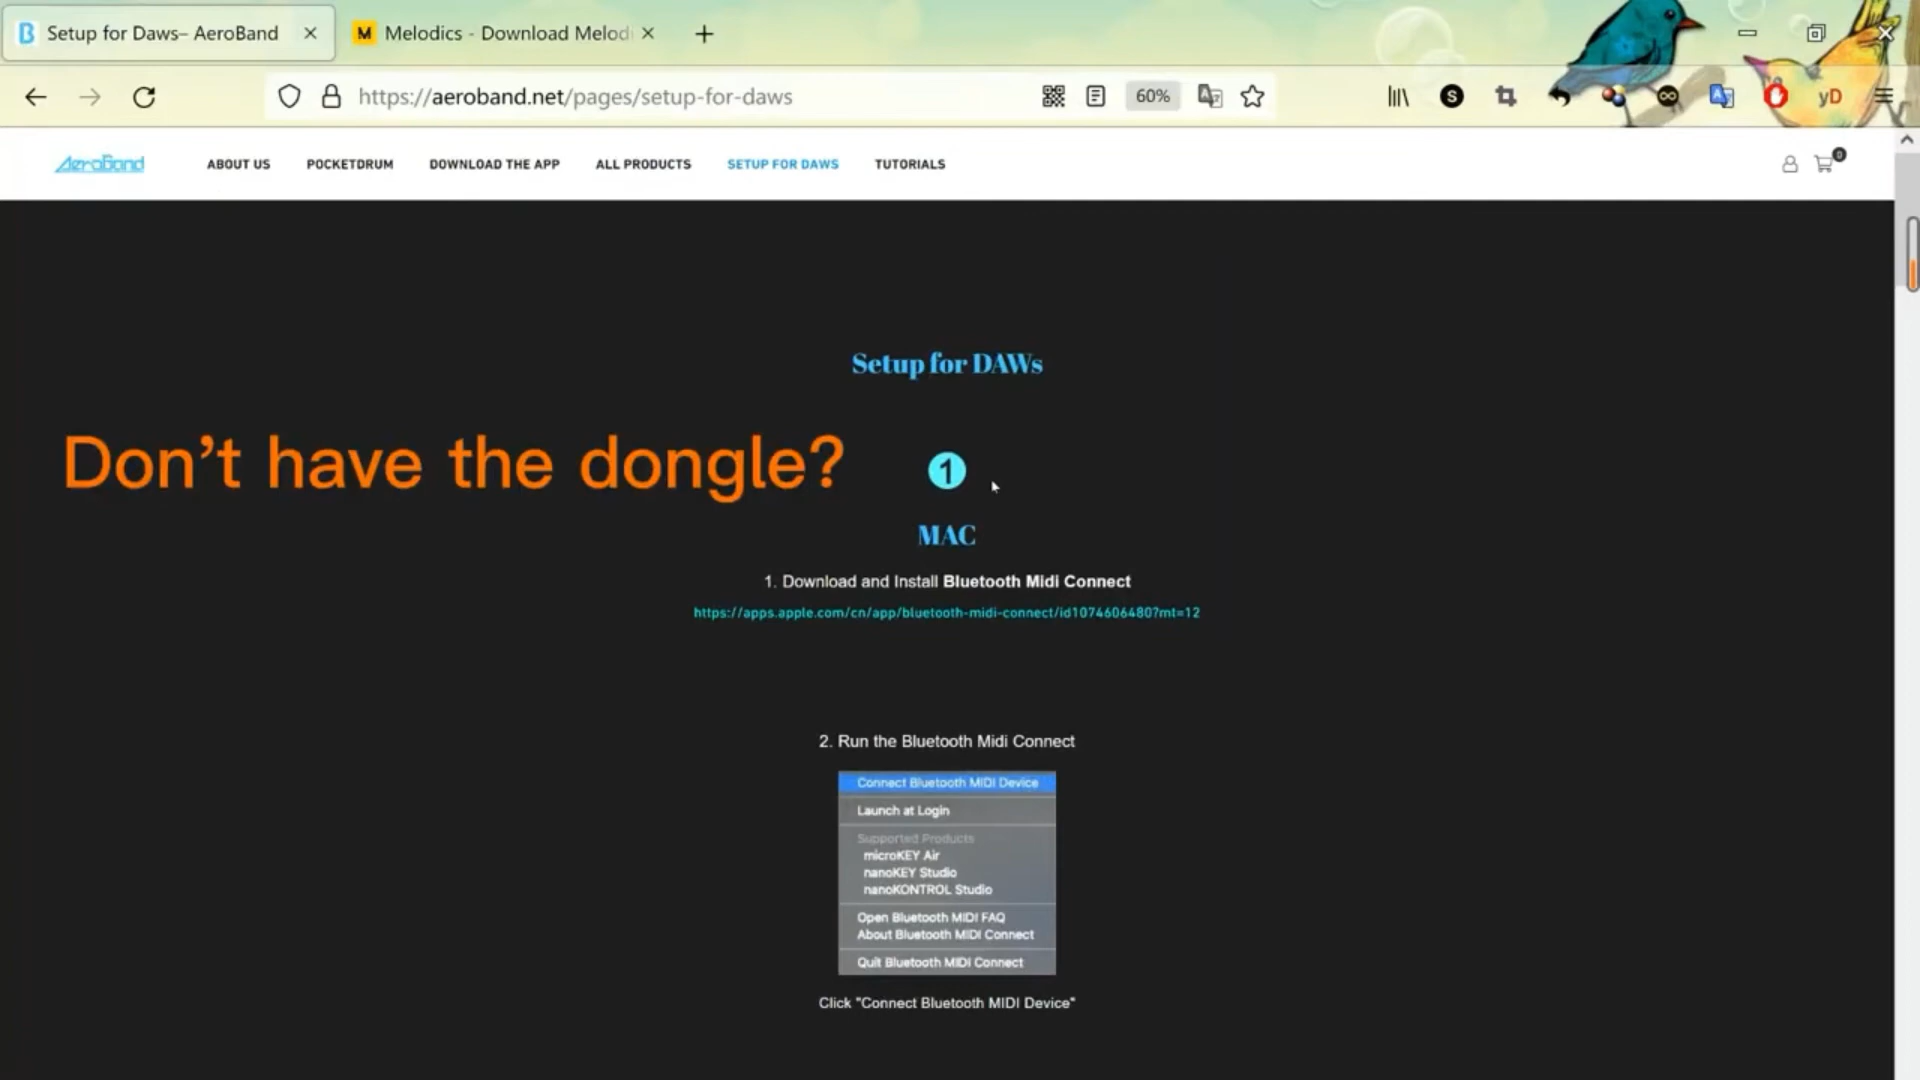 Setup for Daws– AeroBand
Melodics - Download Melodi
https://aeroband.net/pages/setup-for-daws
60%
S
yD
AeroBand
ABOUT US
POCKETDRUM
DOWNLOAD THE APP
ALL PRODUCTS
SETUP FOR DAWS
TUTORIALS
0
Setup for DAWs
Don't have the dongle?
1
MAC
1. Download and Install Bluetooth Midi Connect
https://apps.apple.com/cn/app/bluetooth-midi-connect/id1074606480?mt=12
2. Run the Bluetooth Midi Connect
Connect Bluetooth MIDI Device
Launch at Login
Supported Products
microKEY Air
nanoKEY Studio
nanoKONTROL Studio
Open Bluetooth MIDI FAQ
About Bluetooth MIDI Connect
Quit Bluetooth MIDI Connect
Click "Connect Bluetooth MIDI Device"